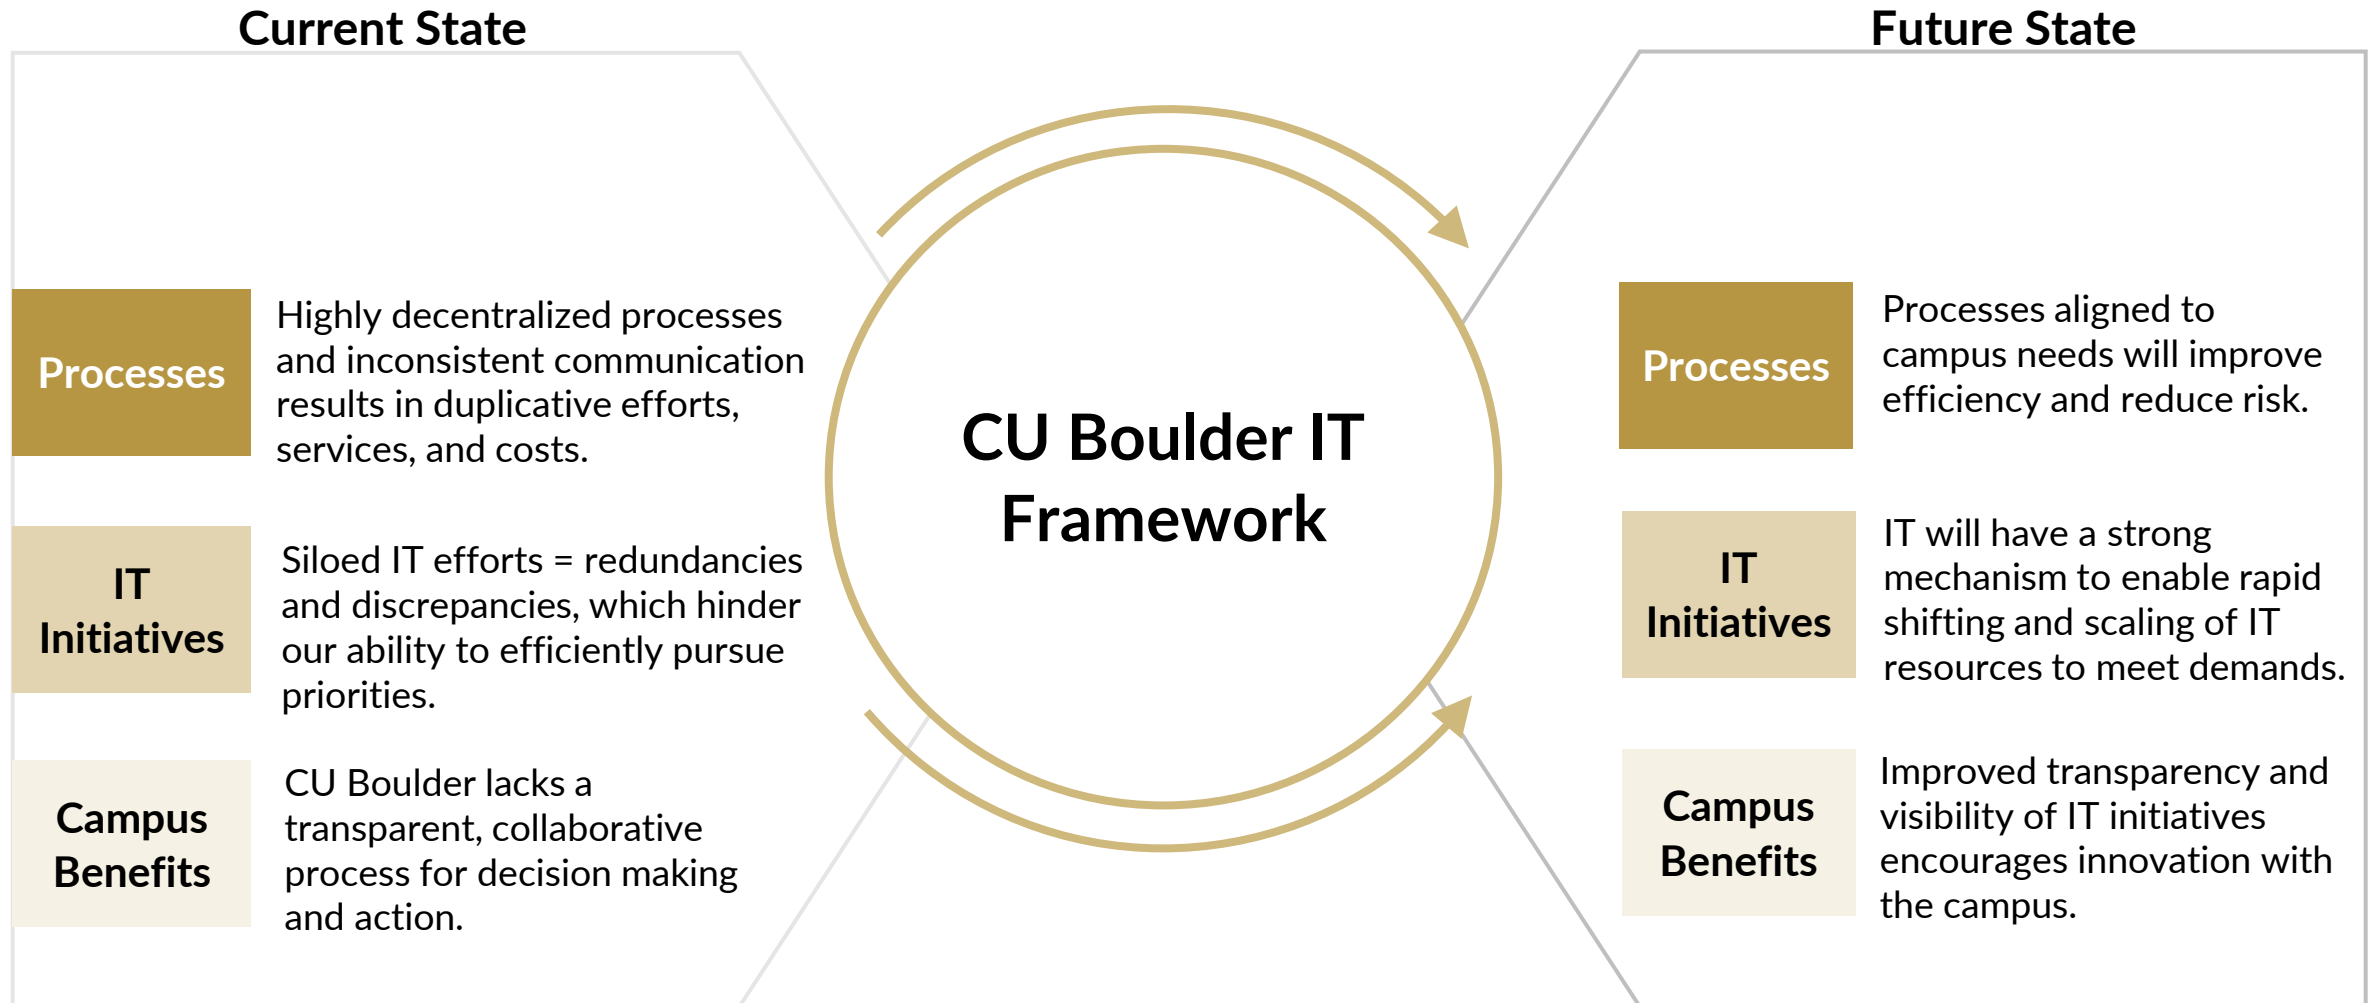 Current State
Processes
Highly decentralized processes
and inconsistent communication
results in duplicative efforts,
services, and costs.
IT
Initiatives
Siloed IT efforts = redundancies
and discrepancies, which hinder
our ability to efficiently pursue
priorities.
Campus
Benefits
CU Boulder lacks a
transparent, collaborative
process for decision making
and action.
CU Boulder IT
Framework
Future State
Processes
Processes aligned to
campus needs will improve
efficiency and reduce risk.
IT
Initiatives
IT will have a strong
mechanism to enable rapid
shifting and scaling of IT
resources to meet demands.
Campus
Benefits
Improved transparency and
visibility of IT initiatives
encourages innovation with
the campus.